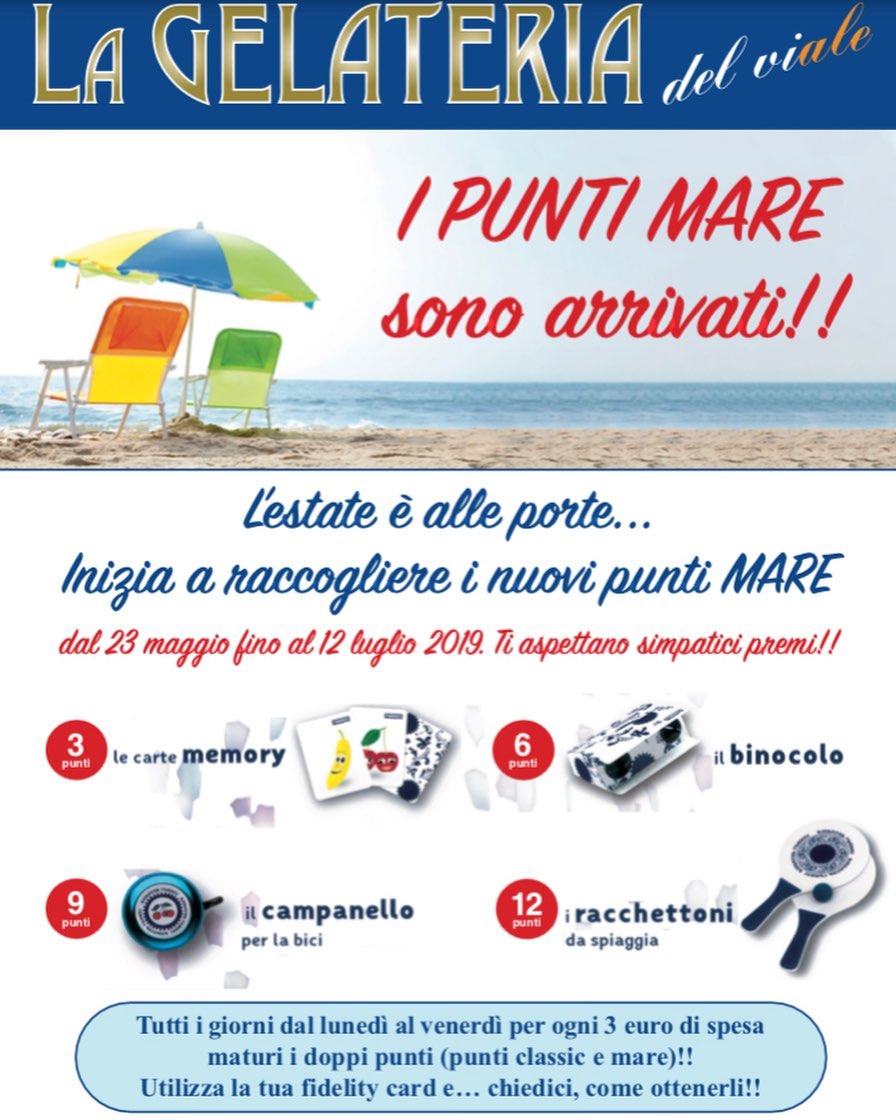 LA GELATERIA del viale
I PUNTI MARE
sono arrivati!!
L'estate è alle porte...
Inizia a raccogliere i nuovi punti MARE
dal 23 maggio fino al 12 luglio 2019. Ti aspettano simpatici premi!!
3 punti
le carte memory
6 punti
il binocolo
9 punti
il campanello
per la bici
12 punti
i racchettoni
da spiaggia
Tutti i giorni dal lunedì al venerdì per ogni 3 euro di spesa
maturi i doppi punti (punti classic e mare)!!
Utilizza la tua fidelity card e… chiedici, come ottenerli!!